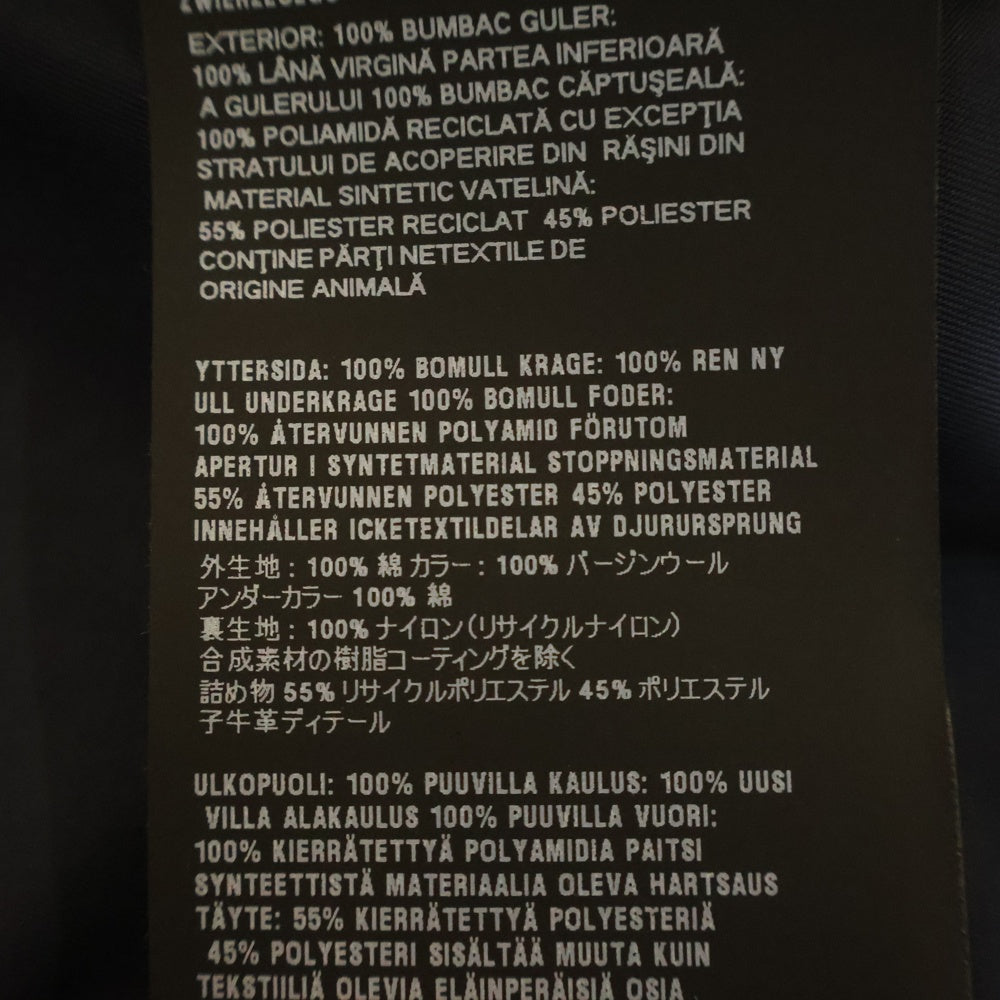 EXTERIOR: 100% BUMBAC GULER:
100% LÂNĂ VIRGINĂ PARTEA INFERIOARĂ
A GULERULUI 100% BUMBAC CĂPTUŞEALĂ:
100% POLIAMIDĂ RECICLATĂ CU EXCEPŢIA
STRATULUI DE ACOPERIRE DIN RĂŞINI DIN
MATERIAL SINTETIC VATELINĂ:
55% POLIESTER RECICLAT 45% POLIESTER
CONŢINE PĂRŢI NETEXTILE DE
ORIGINE ANIMALĂ
YTTERSIDA: 100% BOMULL KRAGE: 100% REN NY
ULL UNDERKRAGE 100% BOMULL FODER:
100% ÅTERVUNNEN POLYAMID FÖRUTOM
APERTUR I SYNTETMATERIAL STOPPNINGSMATERIAL
55% ÅTERVUNNEN POLYESTER 45% POLYESTER
INNEHÅLLER ICKETEXTILDELAR AV DJURURSPRUNG
外生地 : 100% 綿 カラー : 100% バージンウール
アンダーカラー 100% 綿
裏生地 : 100% ナイロン(リサイクルナイロン)
合成素材の樹脂コーティングを除く
詰め物 55% リサイクルポリエステル 45% ポリエステル
子牛革ディテール
ULKOPUOLI: 100% PUUVILLA KAULUS: 100% UUSI
VILLA ALAKAULUS 100% PUUVILLA VUORI:
100% KIERRÄTETTYÄ POLYAMIDIA PAITSI
SYNTEETTISTÄ MATERIAALIA OLEVA HARTSAUS
TÄYTE: 55% KIERRÄTETTYÄ POLYESTERIÄ
45% POLYESTERI SISÄLTÄÄ MUUTA KUIN
TEKSTIILIÄ OLEVIA ELÄINPERÄISIÄ OSIA